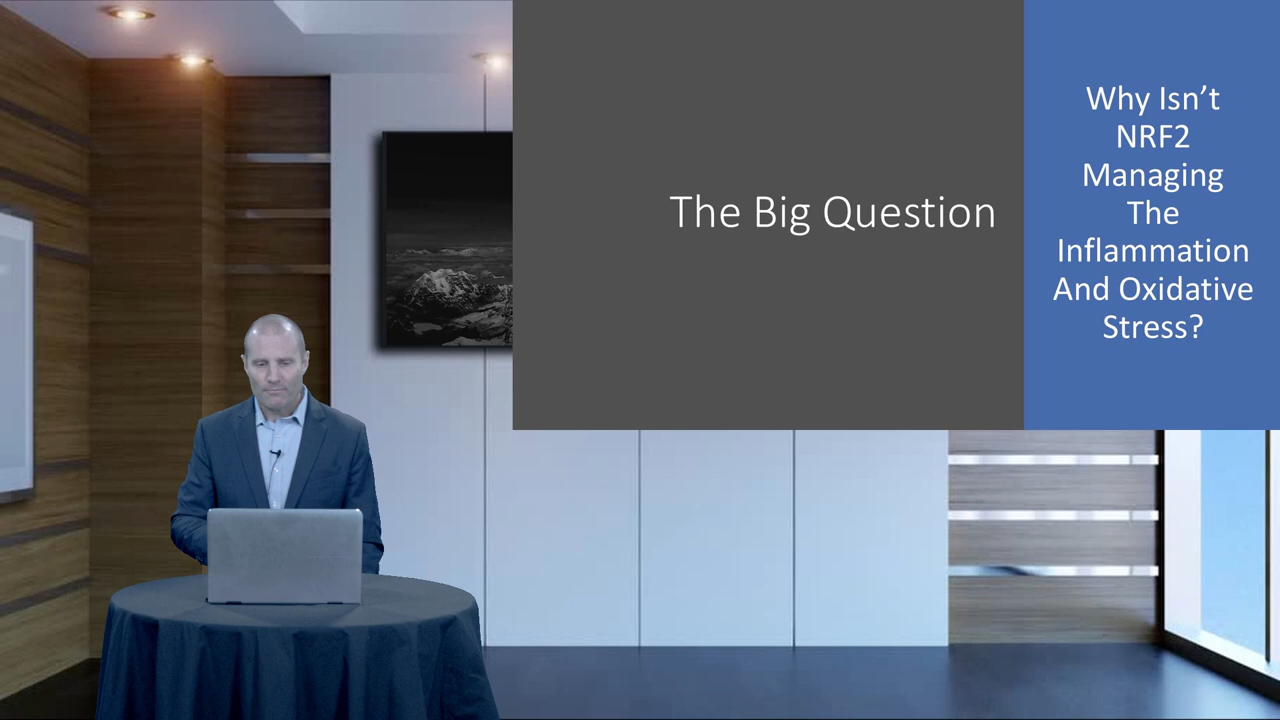 The Big Question
Why Isn’t
NRF2
Managing
The
Inflammation
And Oxidative
Stress?